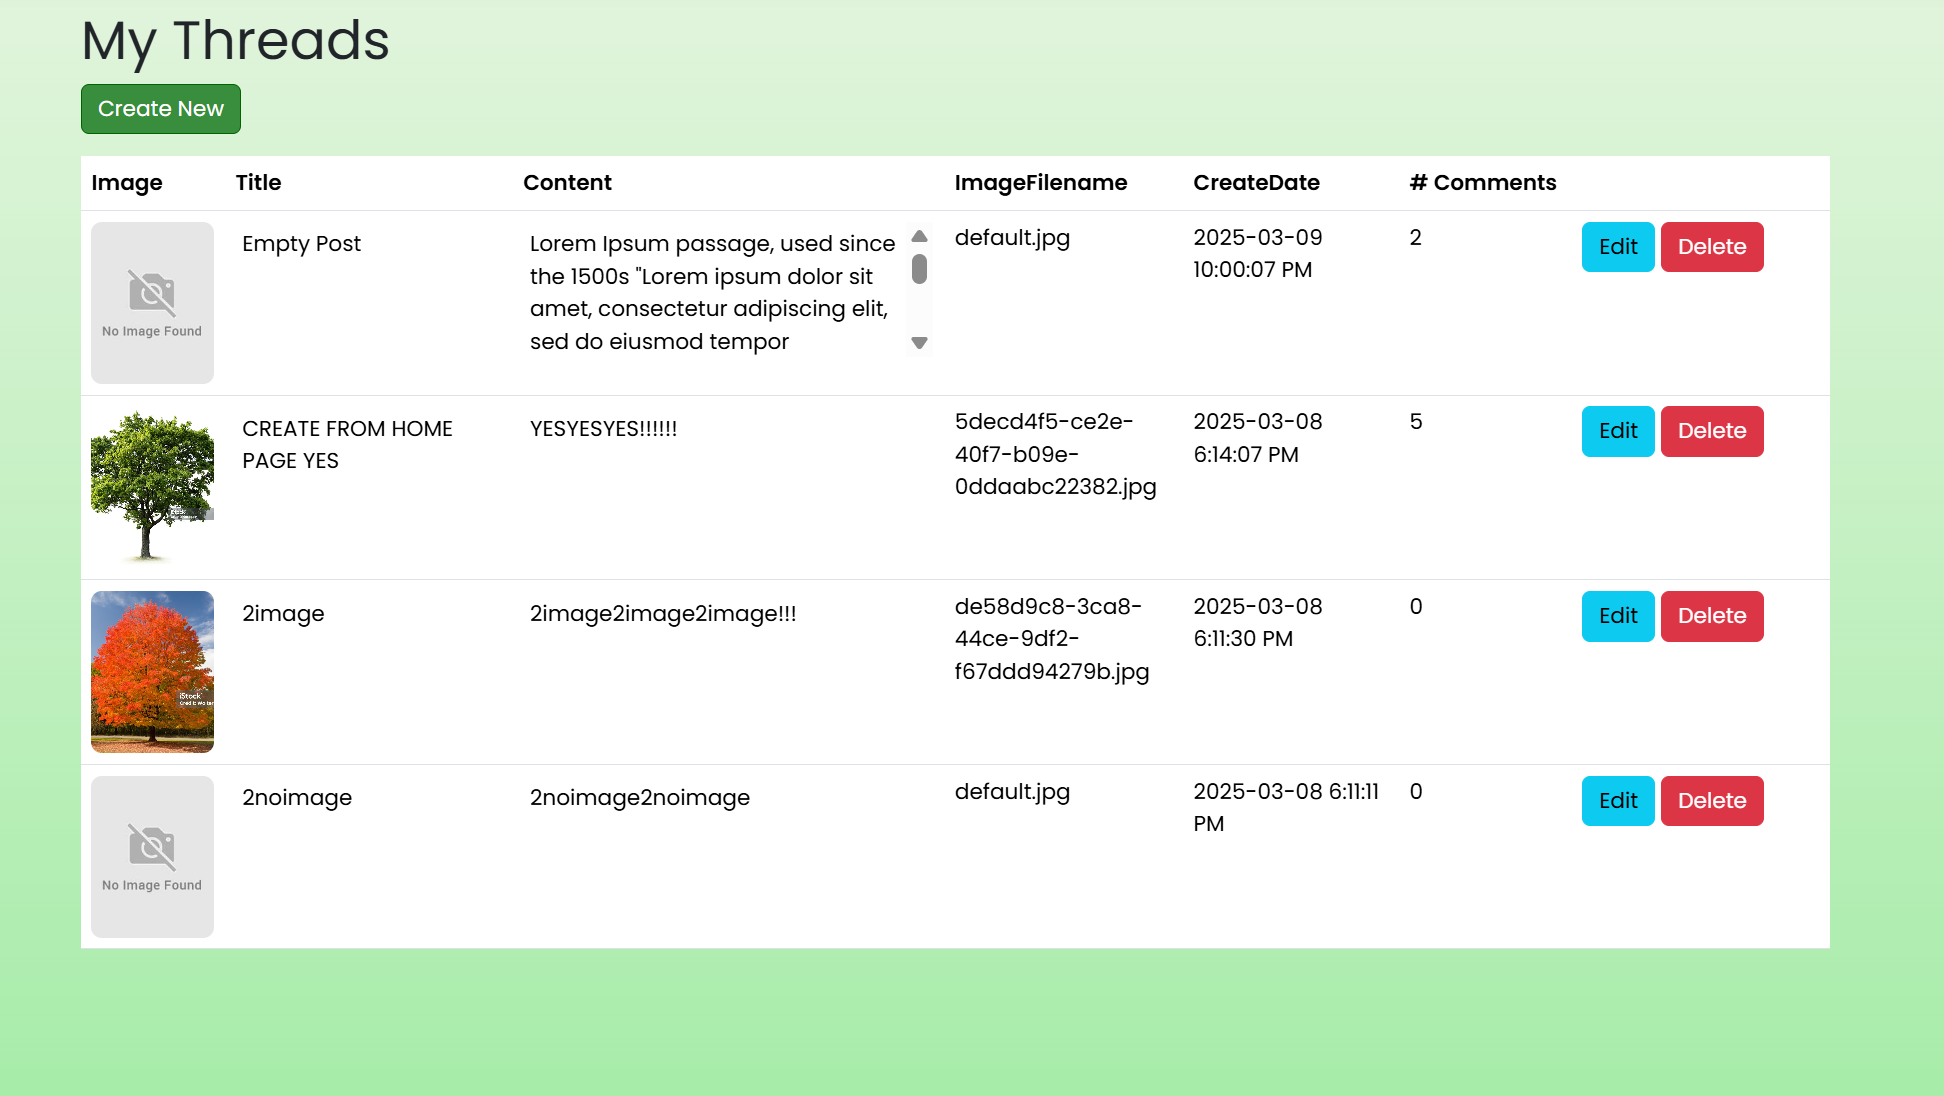 My Threads
Create New
Image Title Content ImageFilename CreateDate # Comments
No Image Found
Empty Post
Lorem Ipsum passage, used since
the 1500s "Lorem ipsum dolor sit
amet, consectetur adipiscing elit,
sed do eiusmod tempor
default.jpg
2025-03-09
10:00:07 PM
2
Edit Delete
CREATE FROM HOME
PAGE YES
YESYESYES!!!!!!
5decd4f5-ce2e-
40f7-b09e-
0ddaabc22382.jpg
2025-03-08
6:14:07 PM
5
Edit Delete
iStock
2image
2image2image2image!!!
de58d9c8-3ca8-
44ce-9df2-
f67ddd94279b.jpg
2025-03-08
6:11:30 PM
0
Edit Delete
No Image Found
2noimage
2noimage2noimage
default.jpg
2025-03-08 6:11:11
PM
0
Edit Delete